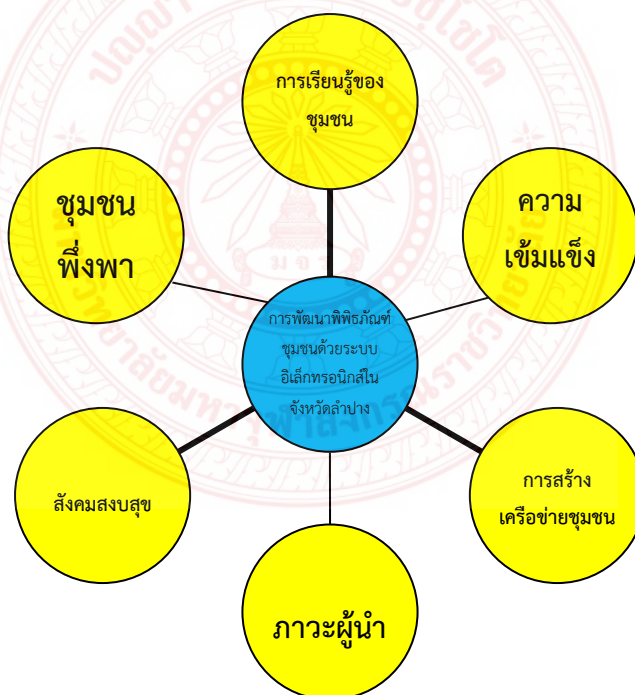 การเรียนรู้ของ
ชุมชน
ชุมชน
พึ่งพา
ความ
เข้มแข็ง
การพัฒนาพิพิธภัณฑ์
ชุมชนด้วยระบบ
อิเล็กทรอนิกส์ใน
จังหวัดลำปาง
สังคมสงบสุข
การสร้าง
เครือข่ายชุมชน
ภาวะผู้นำ